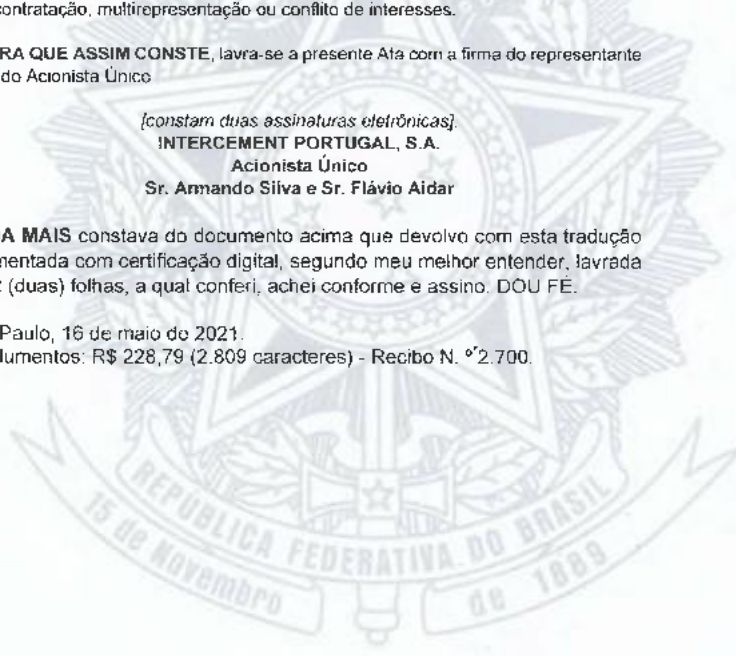 contratação, multirepresentação ou conflito de interesses.
RA QUE ASSIM CONSTE, lavra-se a presente Ata com a firma do representante
do Acionista Único
[constam duas assinaturas eletrônicas].
INTERCEMENT PORTUGAL, S.A.
Acionista Único
Sr. Armando Silva e Sr. Flávio Aidar
A MAIS constava do documento acima que devolvo com esta tradução
mentada com certificação digital, segundo meu melhor entender, lavrada
(duas) folhas, a qual conferi, achei conforme e assino. DOU FÉ.
Paulo, 16 de maio de 2021.
lumentos: R$ 228,79 (2.809 caracteres) - Recibo N. º 2.700.
REPÚBLICA FEDERATIVA DO BRASIL
15 de Novembro de 1889